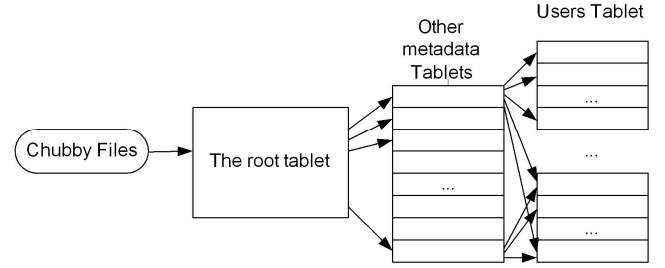 Users Tablet
Other
metadata
Tablets
...
Chubby Files
The root tablet
...
...
...